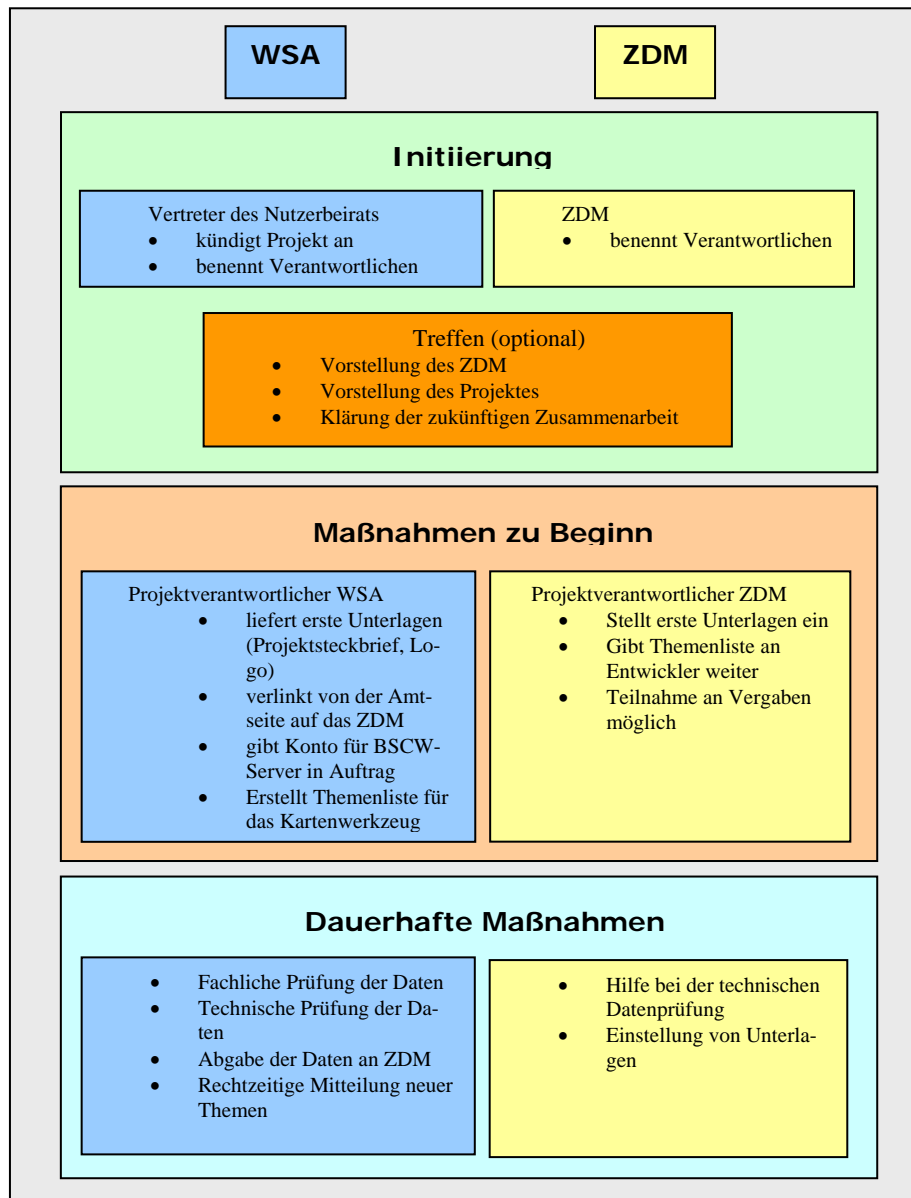 WSA
ZDM
Initiierung
Vertreter des Nutzerbeirats
• kündigt Projekt an
• benennt Verantwortlichen
ZDM
• benennt Verantwortlichen
Treffen (optional)
• Vorstellung des ZDM
• Vorstellung des Projektes
• Klärung der zukünftigen Zusammenarbeit
Maßnahmen zu Beginn
Projektverantwortlicher WSA
• liefert erste Unterlagen
(Projektsteckbrief, Lo-
go)
• verlinkt von der Amt-
seite auf das ZDM
• gibt Konto für BSCW-
Server in Auftrag
• Erstellt Themenliste für
das Kartenwerkzeug
Projektverantwortlicher ZDM
• Stellt erste Unterlagen ein
• Gibt Themenliste an
Entwickler weiter
• Teilnahme an Vergaben
möglich
Dauerhafte Maßnahmen
• Fachliche Prüfung der Daten
• Technische Prüfung der Da-
ten
• Abgabe der Daten an ZDM
• Rechtzeitige Mitteilung neuer
Themen
• Hilfe bei der technischen
Datenprüfung
• Einstellung von Unterla-
gen